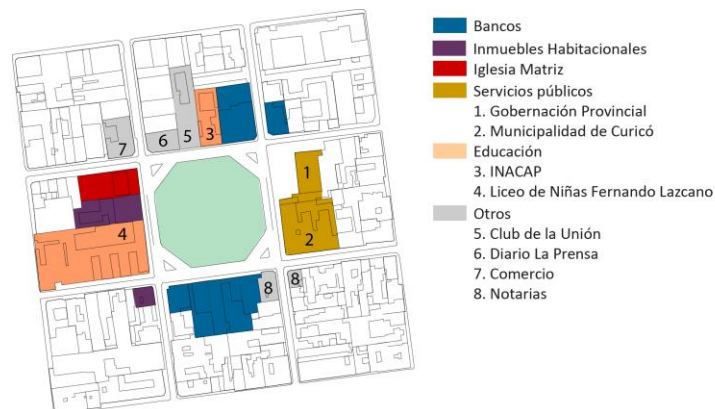 Bancos
Inmuebles Habitacionales
Iglesia Matriz
Servicios públicos
1. Gobernación Provincial
2. Municipalidad de Curicó
Educación
3. INACAP
4. Liceo de Niñas Fernando Lazcano
Otros
5. Club de la Unión
6. Diario La Prensa
7. Comercio
8. Notarias
7
6
5
3
1
2
4
8
8